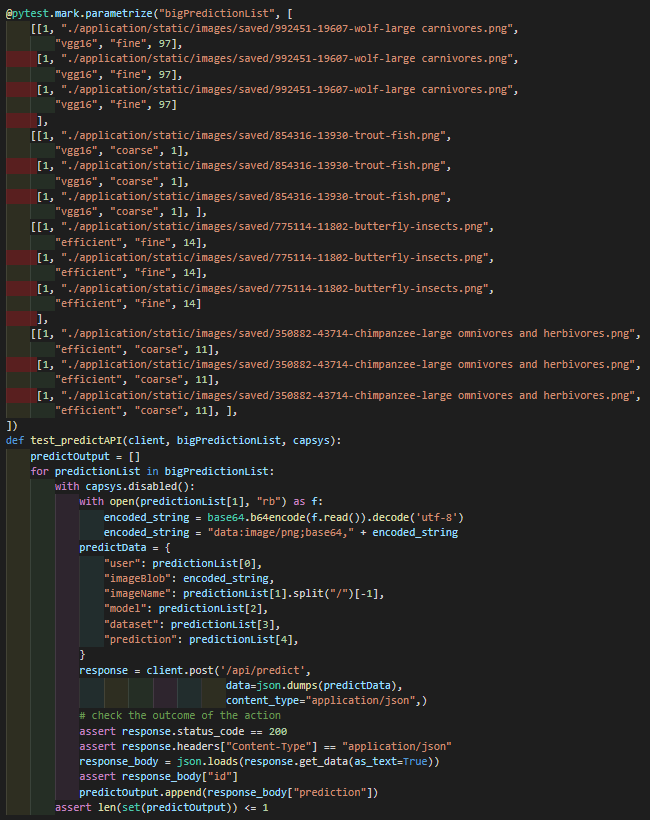 @pytest.mark.parametrize("bigPredictionList", [
    [[1, "./application/static/images/saved/992451-19607-wolf-large carnivores.png",
        "vgg16", "fine", 97],
     [1, "./application/static/images/saved/992451-19607-wolf-large carnivores.png",
        "vgg16", "fine", 97],
     [1, "./application/static/images/saved/992451-19607-wolf-large carnivores.png",
        "vgg16", "fine", 97]
     ],
    [[1, "./application/static/images/saved/854316-13930-trout-fish.png",
        "vgg16", "coarse", 1],
     [1, "./application/static/images/saved/854316-13930-trout-fish.png",
        "vgg16", "coarse", 1],
     [1, "./application/static/images/saved/854316-13930-trout-fish.png",
        "vgg16", "coarse", 1], ],
    [[1, "./application/static/images/saved/775114-11802-butterfly-insects.png",
        "efficient", "fine", 14],
     [1, "./application/static/images/saved/775114-11802-butterfly-insects.png",
        "efficient", "fine", 14],
     [1, "./application/static/images/saved/775114-11802-butterfly-insects.png",
        "efficient", "fine", 14]
     ],
    [[1, "./application/static/images/saved/350882-43714-chimpanzee-large omnivores and herbivores.png",
        "efficient", "coarse", 11],
     [1, "./application/static/images/saved/350882-43714-chimpanzee-large omnivores and herbivores.png",
        "efficient", "coarse", 11],
     [1, "./application/static/images/saved/350882-43714-chimpanzee-large omnivores and herbivores.png",
        "efficient", "coarse", 11], ],
])
def test_predictAPI(client, bigPredictionList, capsys):
    predictOutput = []
    for predictionList in bigPredictionList:
        with capsys.disabled():
            with open(predictionList[1], "rb") as f:
                encoded_string = base64.b64encode(f.read()).decode('utf-8')
                encoded_string = "data:image/png;base64," + encoded_string
            predictData = {
                "user": predictionList[0],
                "imageBlob": encoded_string,
                "imageName": predictionList[1].split("/")[-1],
                "model": predictionList[2],
                "dataset": predictionList[3],
                "prediction": predictionList[4],
            }
            response = client.post('/api/predict',
                                    data=json.dumps(predictData),
                                    content_type="application/json",)
            # check the outcome of the action
            assert response.status_code == 200
            assert response.headers["Content-Type"] == "application/json"
            response_body = json.loads(response.get_data(as_text=True))
            assert response_body["id"]
            predictOutput.append(response_body["prediction"])
        assert len(set(predictOutput)) <= 1